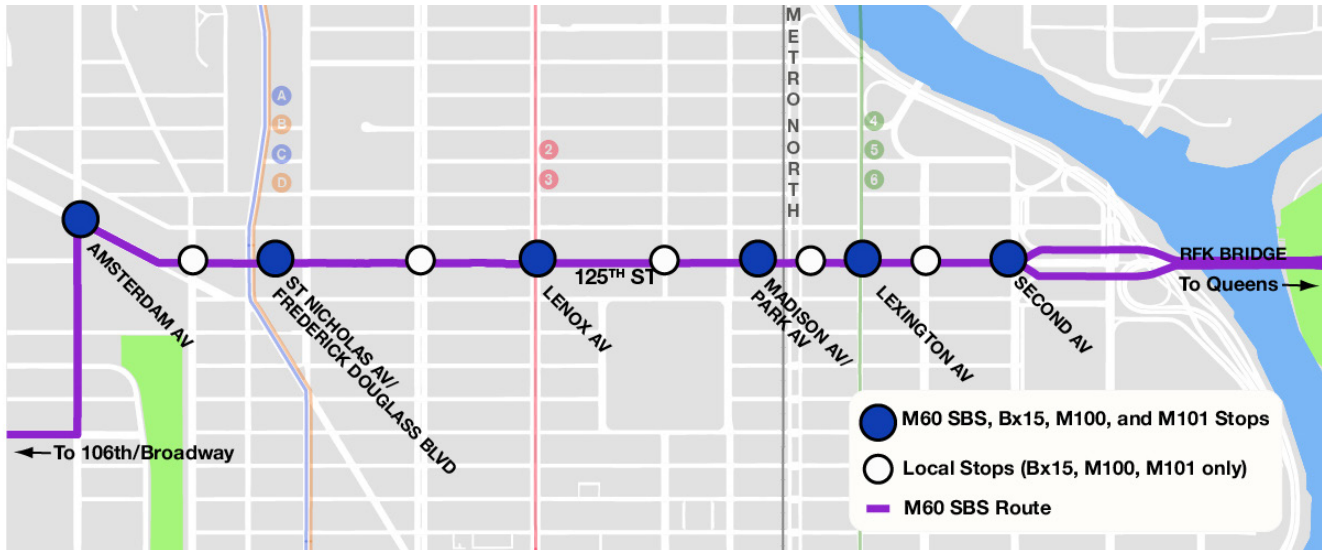 METRO NORTH
A
B
C
D
2
3
4
5
6
AMSTERDAM AV
ST NICHOLAS AV/
FREDERICK DOUGLASS BLVD
LENOX AV
125TH ST
MADISON AV/
PARK AV
LEXINGTON AV
SECOND AV
RFK BRIDGE
To Queens
To 106th/Broadway
M60 SBS, Bx15, M100, and M101 Stops
Local Stops (Bx15, M100, M101 only)
M60 SBS Route